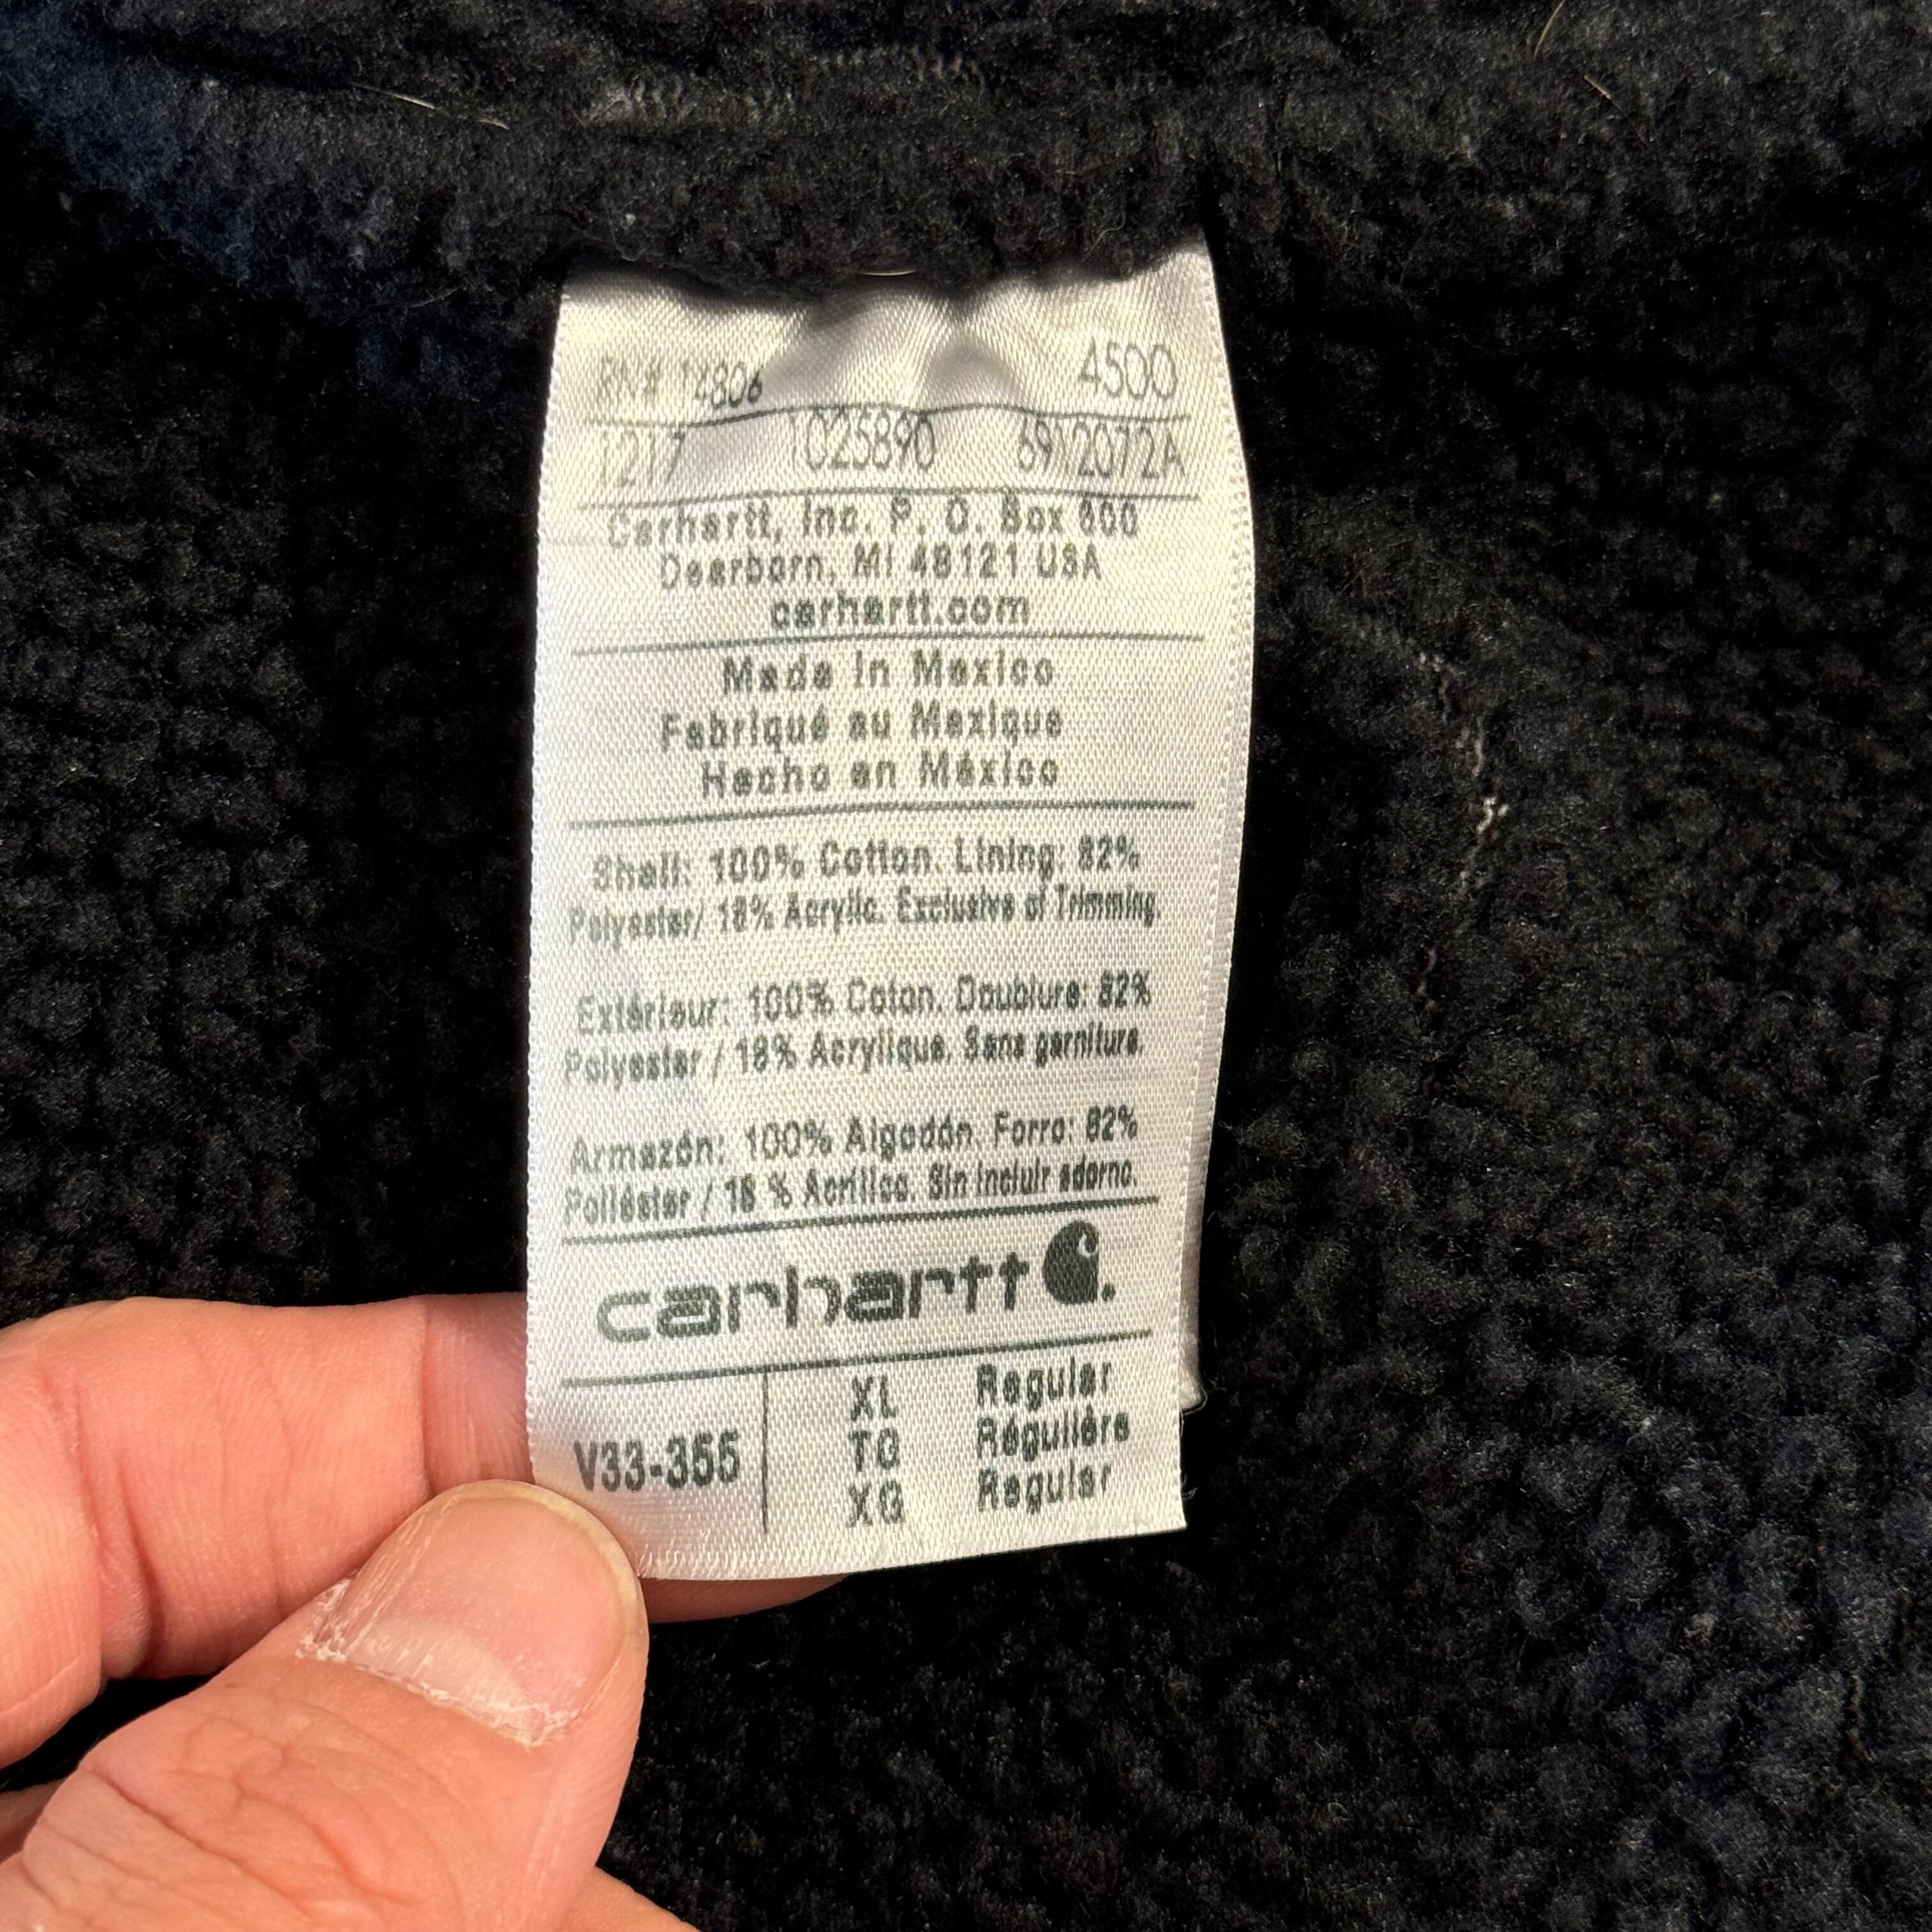 RN# 14806 4500
1217 1025890 6912072A
Carhartt, Inc. P. O. Box 600
Dearborn, MI 48121 USA
carhartt.com
Made in Mexico
Fabriqué au Mexique
Hecho en México
Shell: 100% Cotton. Lining: 82%
Polyester/ 18% Acrylic. Exclusive of Trimming.
Extérieur: 100% Coton. Doublure: 82%
Polyester / 18% Acrylique. Sans garniture.
Armazón: 100% Algodón. Forro: 82%
Poliéster / 18 % Acrílico. Sin incluir adorno.
carhartt
V33-355 XL Regular
TG Régulière
XG Regular